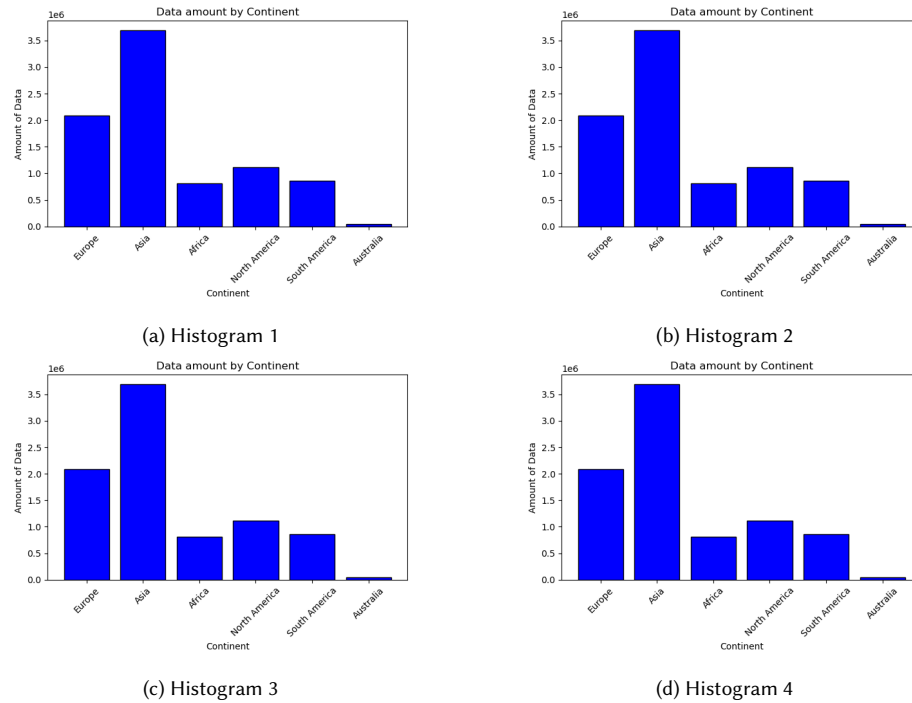 Data amount by Continent
1e6
3.5
3.0
2.5
2.0
1.5
1.0
0.5
0.0
Amount of Data
Europe
Asia
Africa
North America
South America
Australia
Continent
(a) Histogram 1
Data amount by Continent
1e6
3.5
3.0
2.5
2.0
1.5
1.0
0.5
0.0
Amount of Data
Europe
Asia
Africa
North America
South America
Australia
Continent
(b) Histogram 2
Data amount by Continent
1e6
3.5
3.0
2.5
2.0
1.5
1.0
0.5
0.0
Amount of Data
Europe
Asia
Africa
North America
South America
Australia
Continent
(c) Histogram 3
Data amount by Continent
1e6
3.5
3.0
2.5
2.0
1.5
1.0
0.5
0.0
Amount of Data
Europe
Asia
Africa
North America
South America
Australia
Continent
(d) Histogram 4